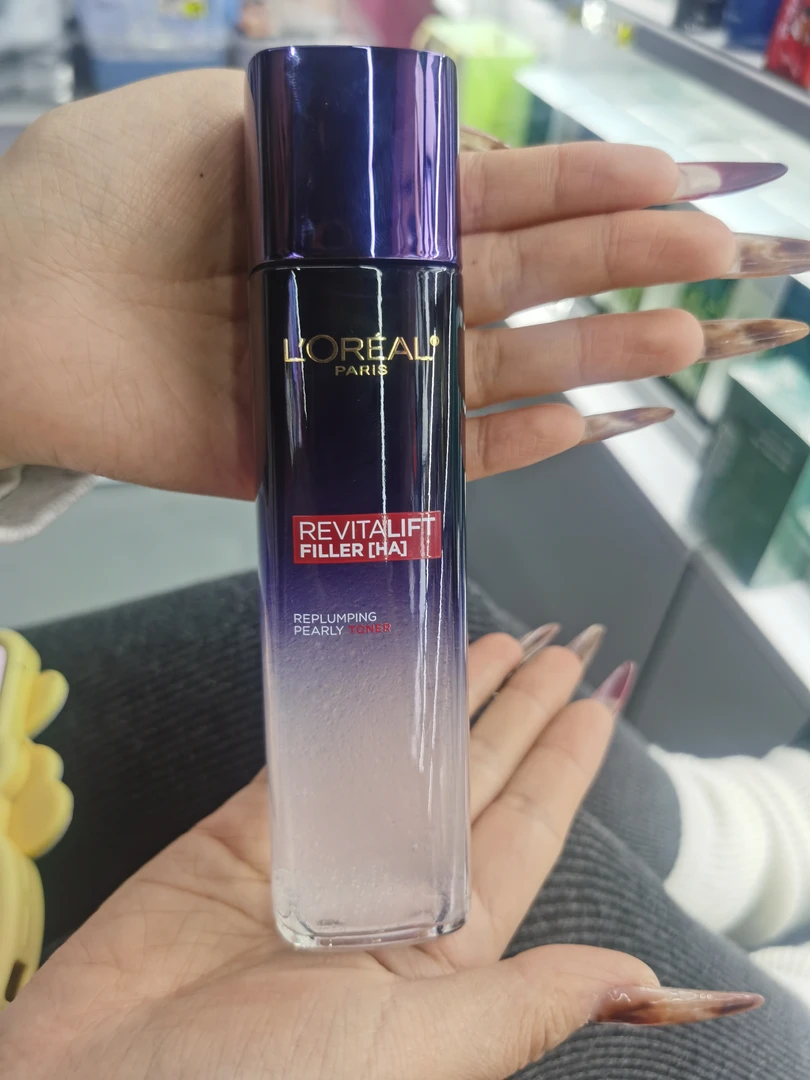 L'ORÉAL®
PARIS
REVITALIFT
FILLER [HA]
REPLUMPING
PEARLY TONER